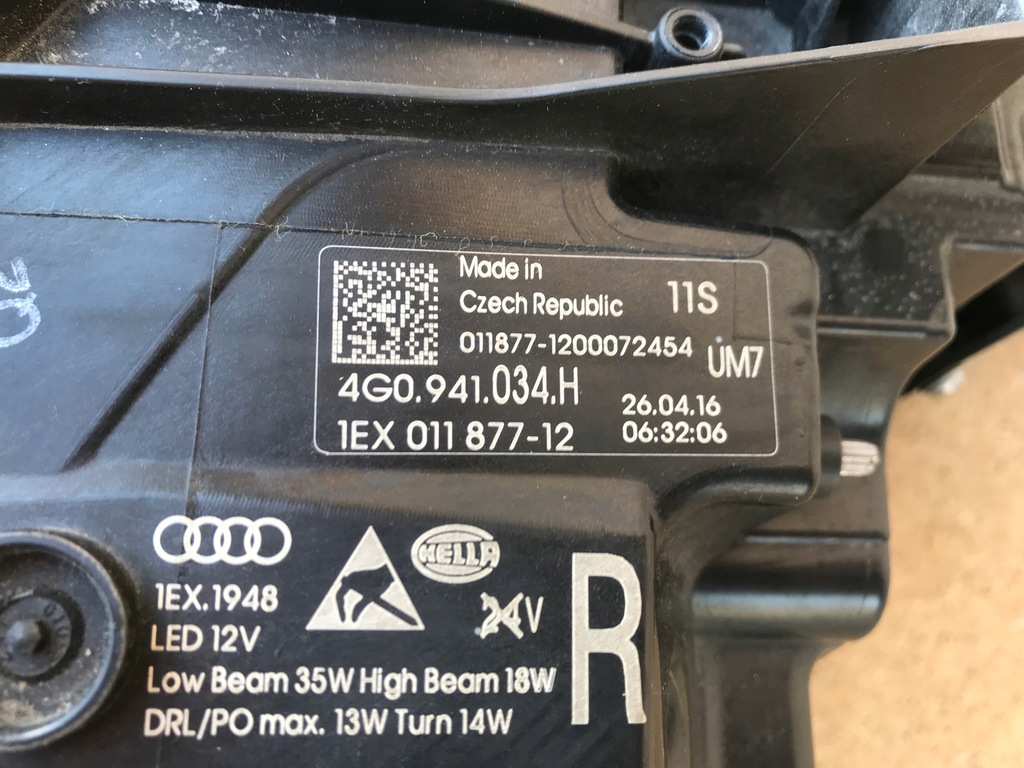 Made in
Czech Republic
11S
011877-1200072454
UM7
4G0.941.034.H
26.04.16
1EX 011 877-12
06:32:06
HELLA
1EX.1948
24V
R
LED 12V
Low Beam 35W High Beam 18W
DRL/PO max. 13W Turn 14W